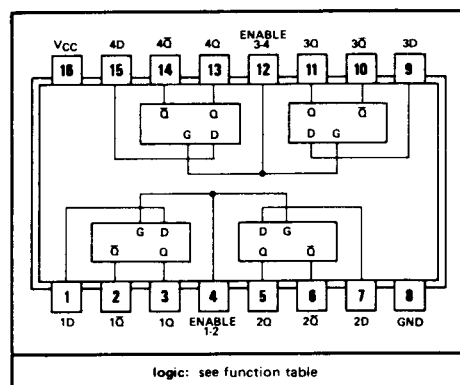 ENABLE
VCC 4D 4Q̅ 4Q 3-4 3Q 3Q̅ 3D
16 15 14 13 12 11 10 9
Q̅ Q Q Q̅
G D D G
G D D G
Q̅ Q Q Q̅
1 2 3 4 5 6 7 8
1D 1Q̅ 1Q ENABLE 2Q 2Q̅ 2D GND
1-2
logic: see function table